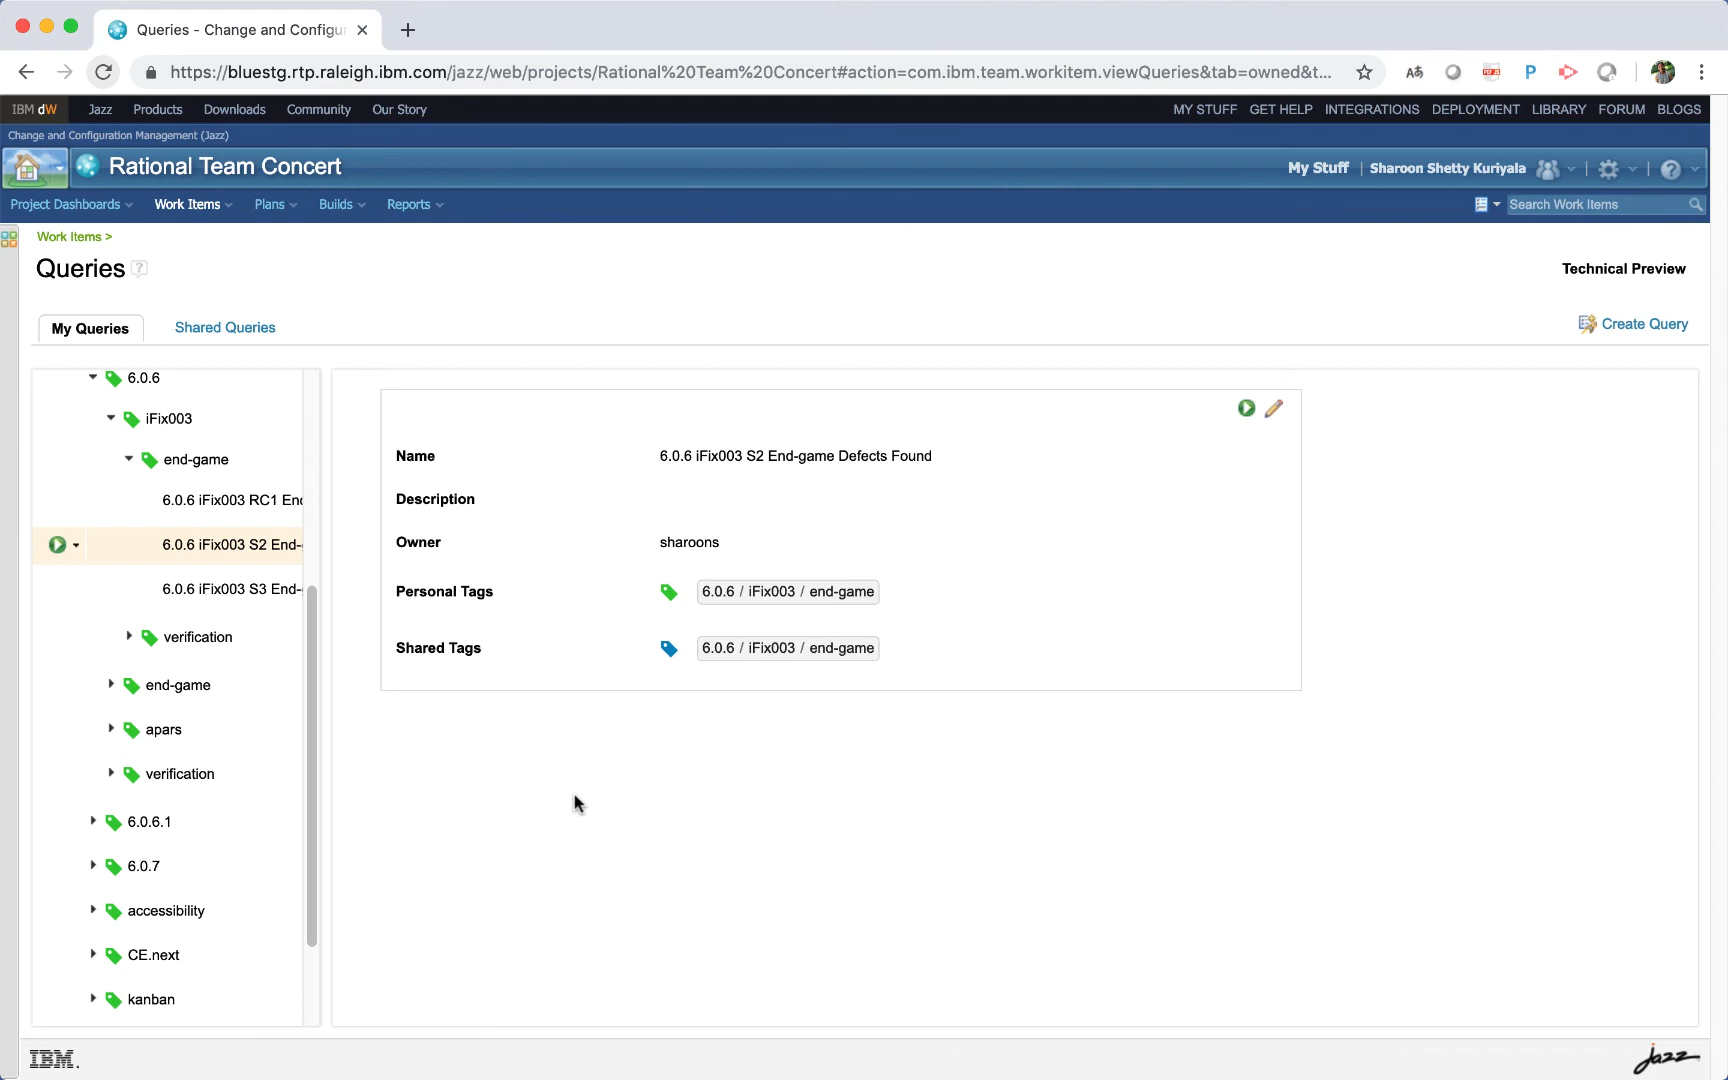 Queries - Change and Configur
https://bluestg.rtp.raleigh.ibm.com/jazz/web/projects/Rational%20Team%20Concert#action=com.ibm.team.workitem.viewQueries&tab=owned&t...
IBM dW Jazz Products Downloads Community Our Story MY STUFF GET HELP INTEGRATIONS DEPLOYMENT LIBRARY FORUM BLOGS
Change and Configuration Management (Jazz)
Rational Team Concert My Stuff | Sharoon Shetty Kuriyala
Project Dashboards Work Items Plans Builds Reports Search Work Items
Work Items >
Queries ?
Technical Preview
My Queries Shared Queries Create Query
6.0.6
iFix003
end-game
6.0.6 iFix003 RC1 End
6.0.6 iFix003 S2 End-
6.0.6 iFix003 S3 End-
verification
end-game
apars
verification
6.0.6.1
6.0.7
accessibility
CE.next
kanban
Name 6.0.6 iFix003 S2 End-game Defects Found
Description
Owner sharoons
Personal Tags 6.0.6 / iFix003 / end-game
Shared Tags 6.0.6 / iFix003 / end-game
IBM.
jazz